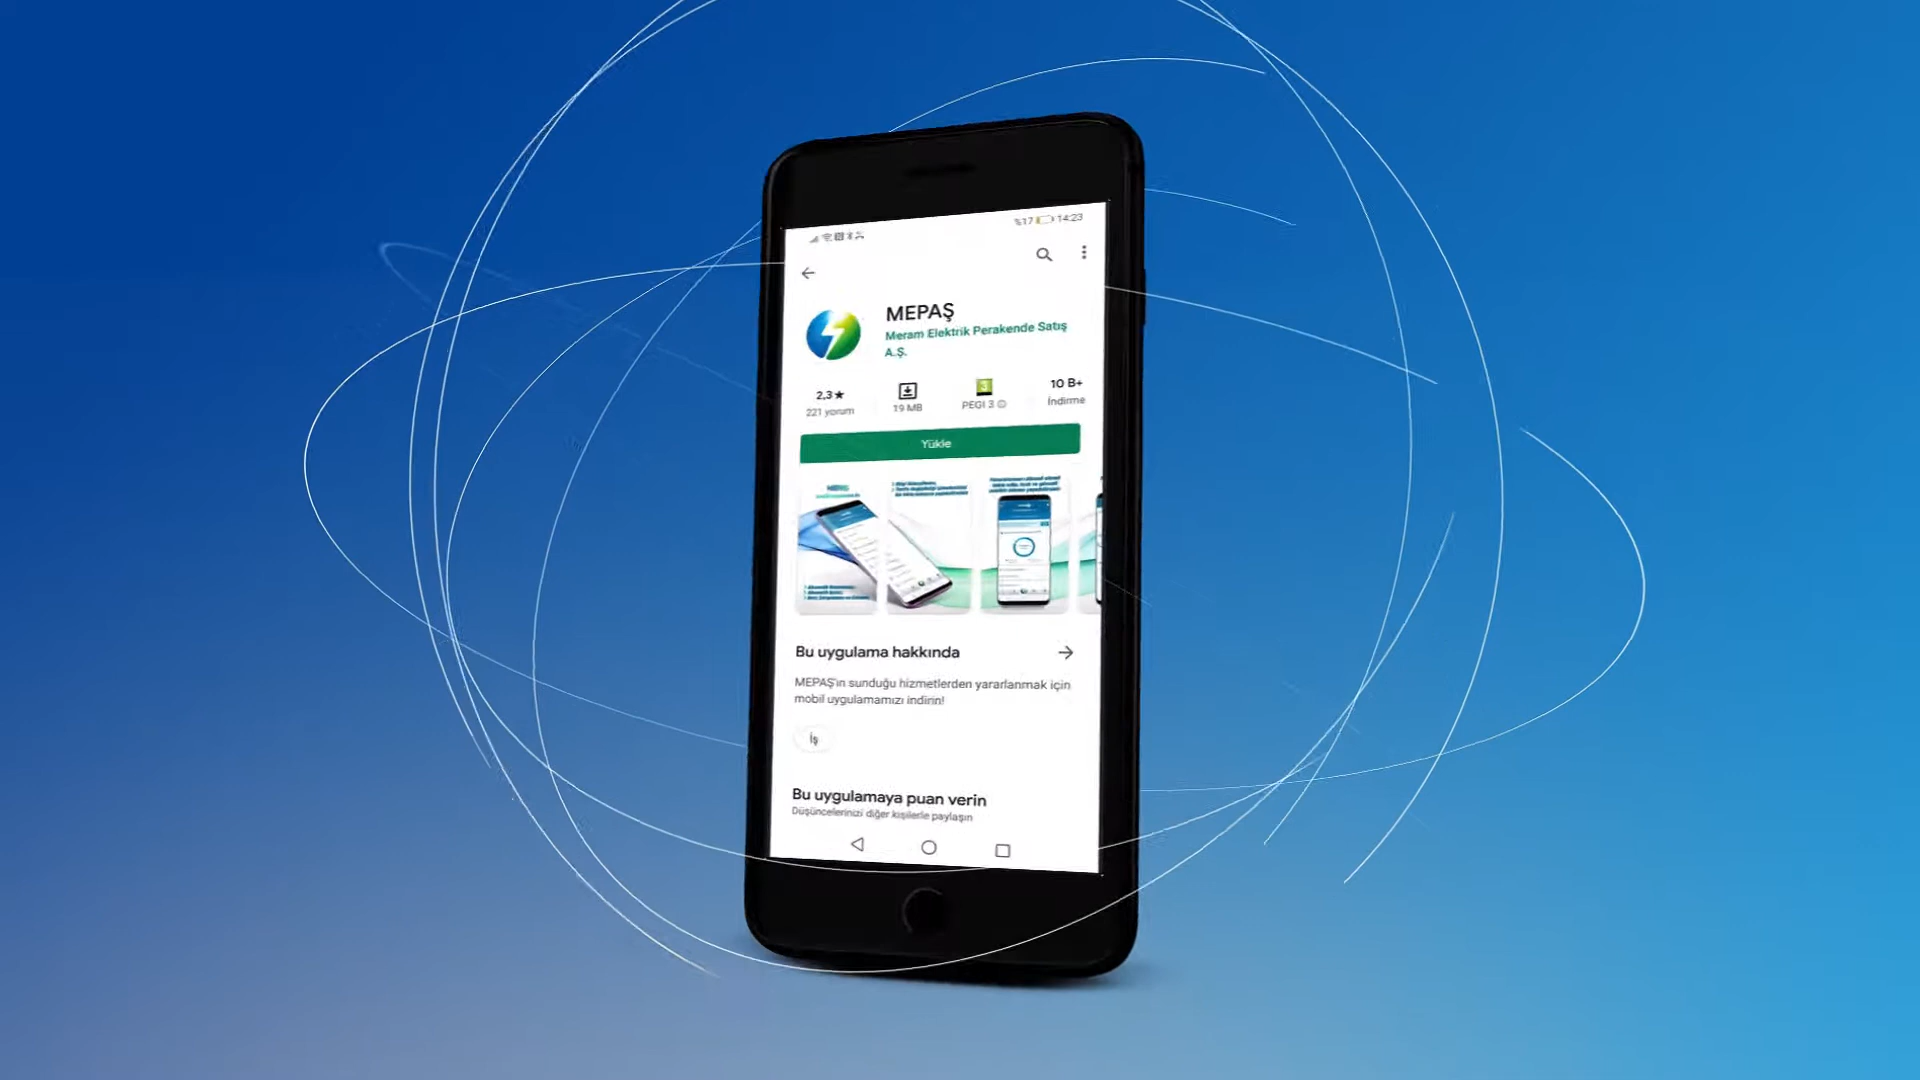 %17 14:23
MEPAŞ
Meram Elektrik Perakende Satış
A.Ş.
2,3★
221 yorum
19 MB
3
PEGI 3
10 B+
İndirme
Yükle
MEPAŞ
Bu uygulama hakkında
MEPAŞ'ın sunduğu hizmetlerden yararlanmak için
mobil uygulamamızı indirin!
İş
Bu uygulamaya puan verin
Düşüncelerinizi diğer kişilerle paylaşın